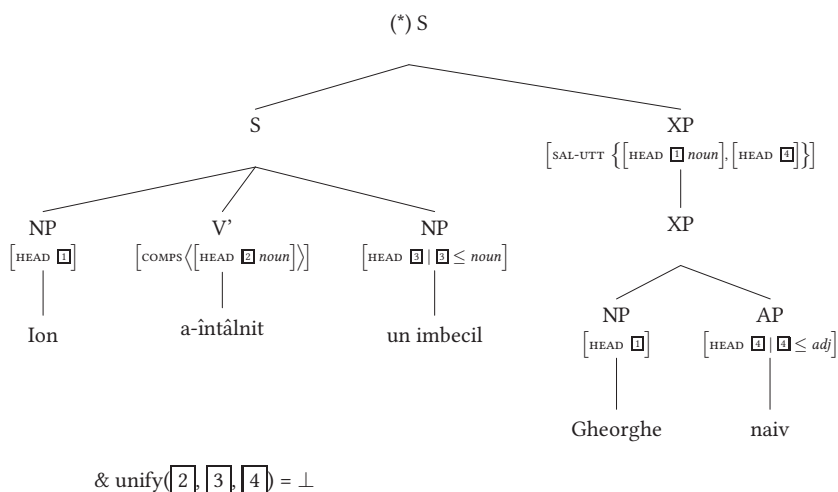 (*) S
S XP
[SAL-UTT {[HEAD 1 noun], [HEAD 4]}]
NP V' NP XP
[HEAD 1] [COMPS⟨[HEAD 2 noun]⟩] [HEAD 3 | 3 ≤ noun]
Ion a-întâlnit un imbecil
NP AP
[HEAD 1] [HEAD 4 | 4 ≤ adj]
Gheorghe naiv
& unify(2, 3, 4) = ⊥